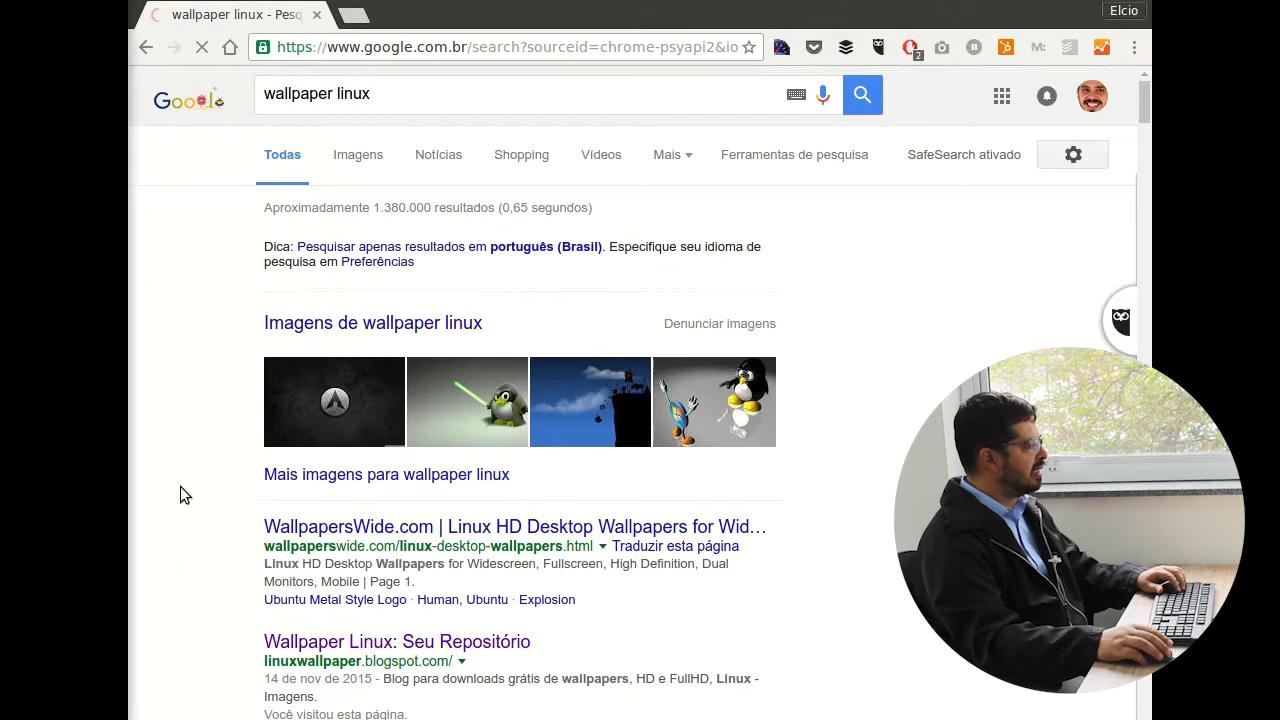 wallpaper linux - Pesq
Elcio
https://www.google.com.br/search?sourceid=chrome-psyapi2&io
2
M:
Google
wallpaper linux
Todas
Imagens
Notícias
Shopping
Vídeos
Mais
Ferramentas de pesquisa
SafeSearch ativado
Aproximadamente 1.380.000 resultados (0,65 segundos)
Dica: Pesquisar apenas resultados em português (Brasil). Especifique seu idioma de
pesquisa em Preferências
Imagens de wallpaper linux
Denunciar imagens
Mais imagens para wallpaper linux
WallpapersWide.com | Linux HD Desktop Wallpapers for Wid...
wallpaperswide.com/linux-desktop-wallpapers.html
Traduzir esta página
Linux HD Desktop Wallpapers for Widescreen, Fullscreen, High Definition, Dual
Monitors, Mobile | Page 1.
Ubuntu Metal Style Logo · Human, Ubuntu · Explosion
Wallpaper Linux: Seu Repositório
linuxwallpaper.blogspot.com/
14 de nov de 2015 - Blog para downloads grátis de wallpapers, HD e FullHD, Linux -
Imagens.
Você visitou esta página.